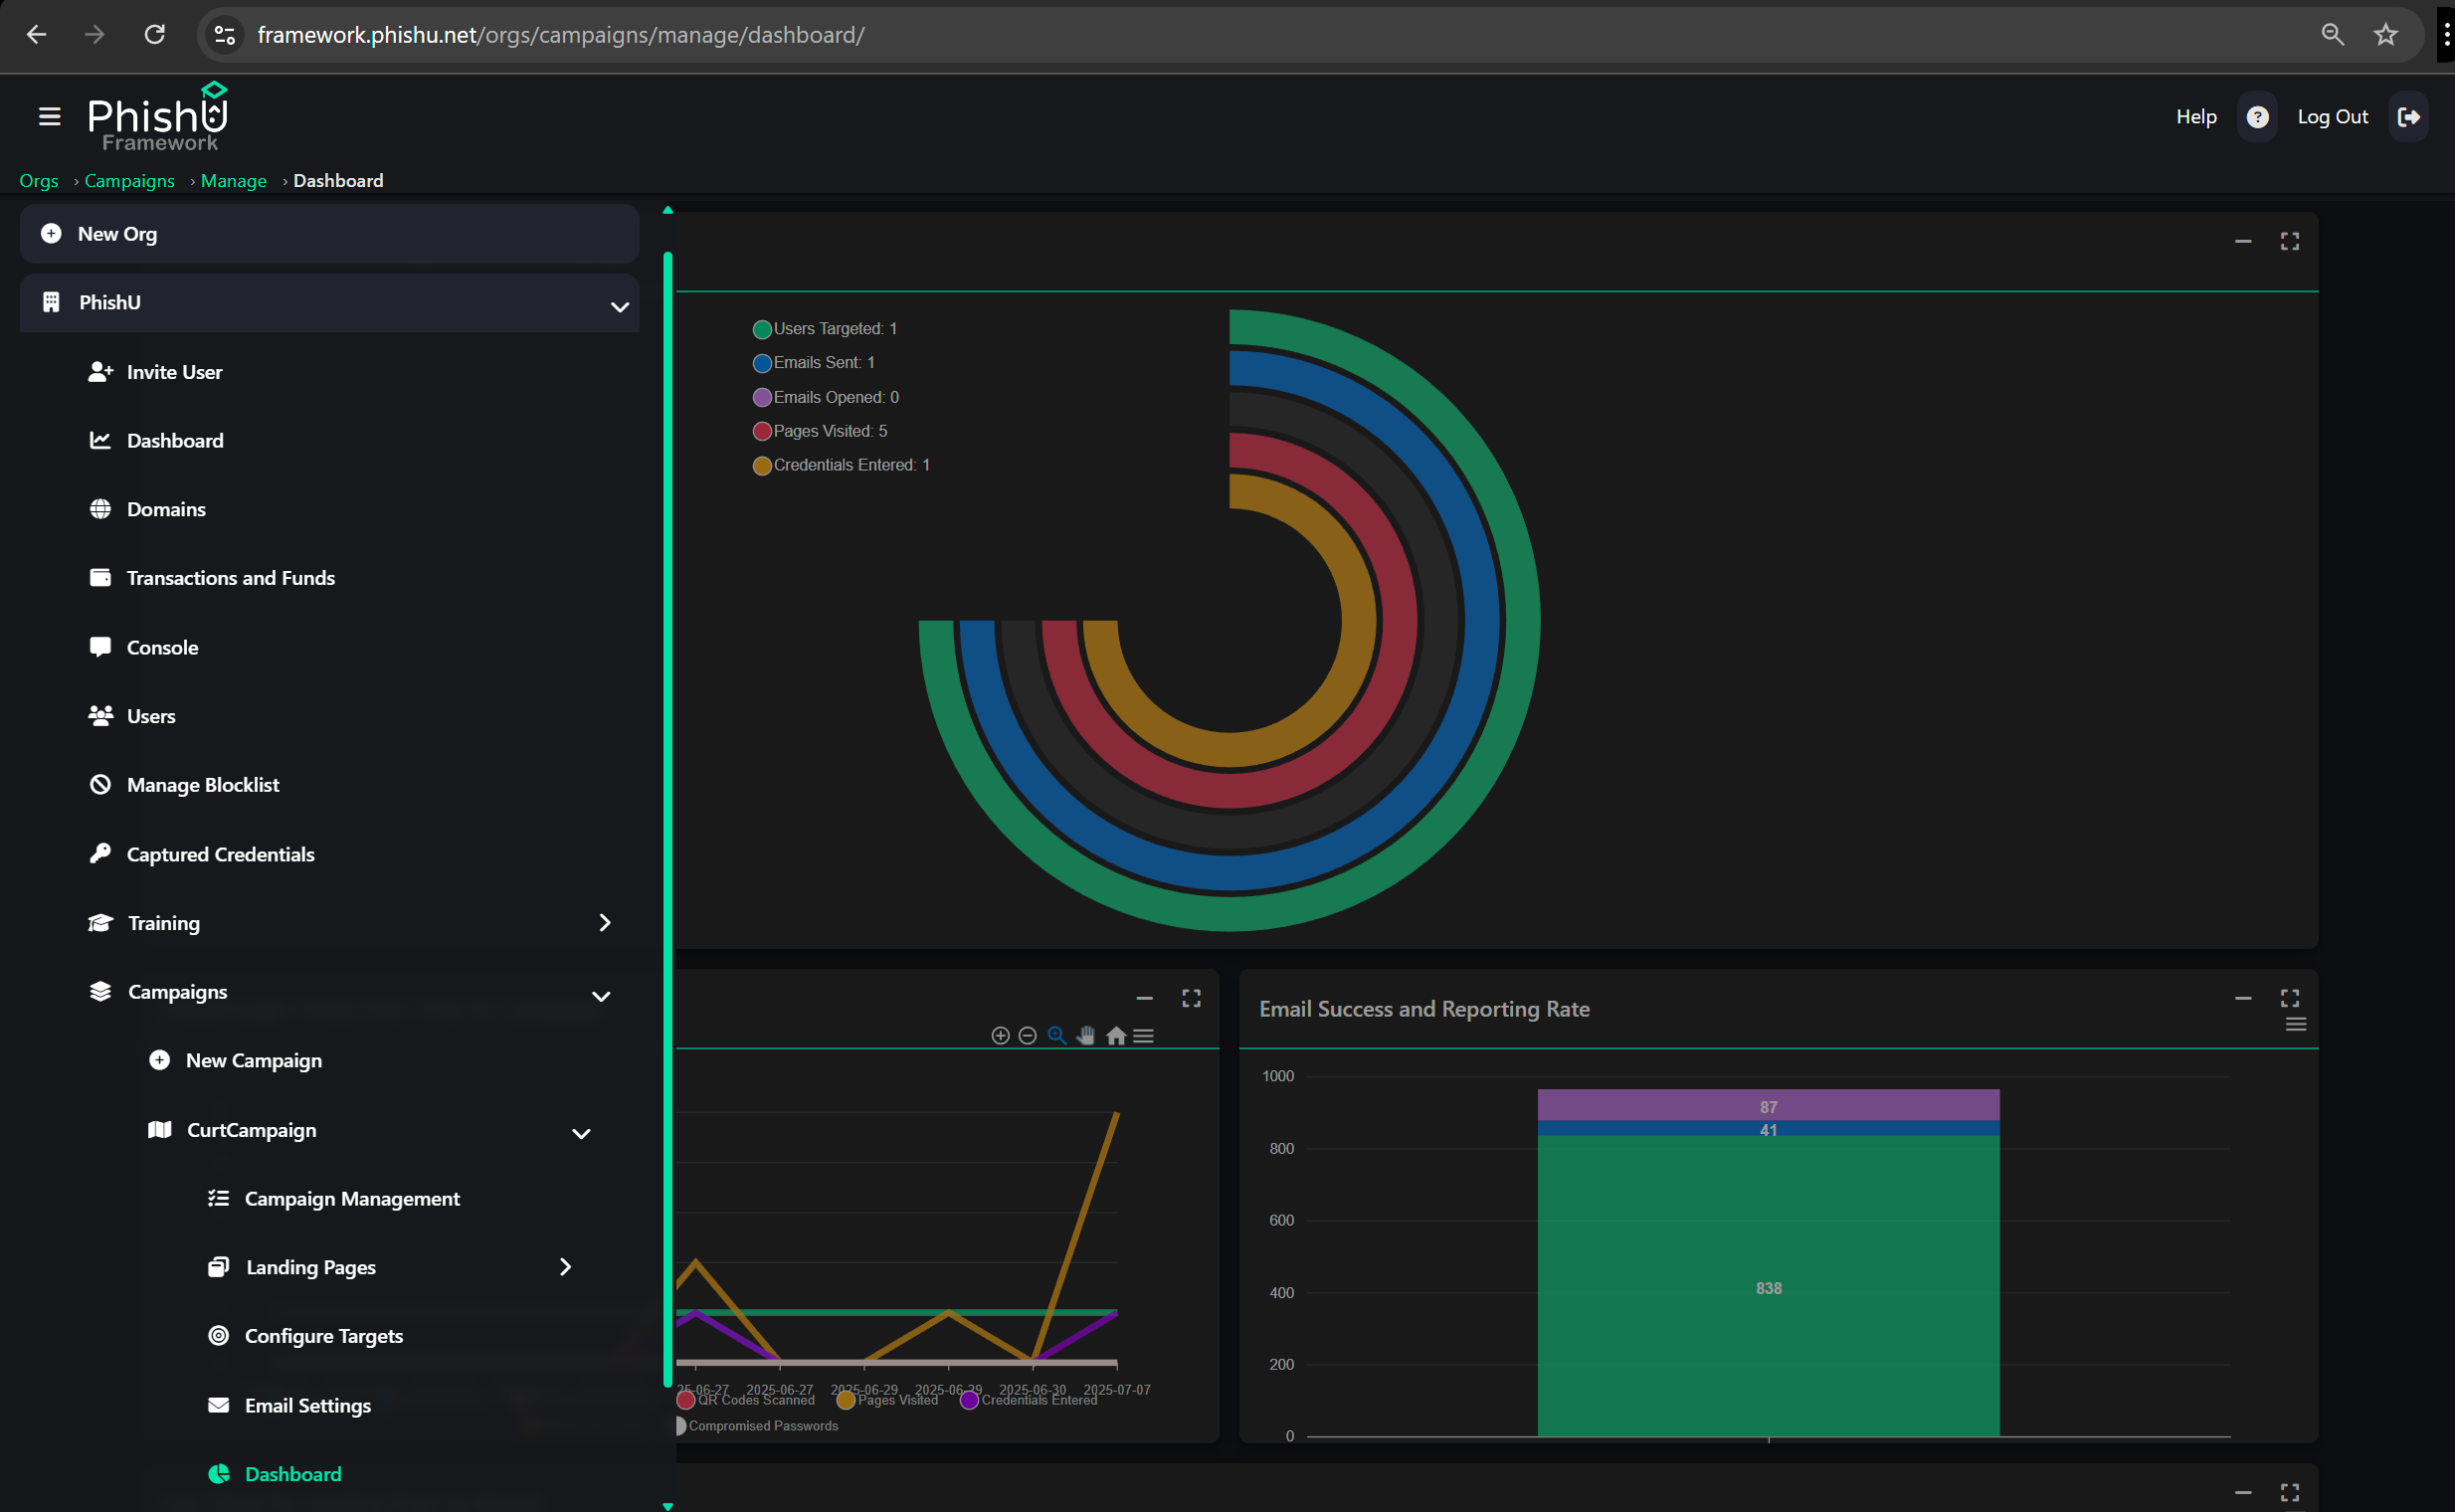 framework.phishu.net/orgs/campaigns/manage/dashboard/
PhishU
Framework
Help ? Log Out
Orgs › Campaigns › Manage › Dashboard
New Org
PhishU
Invite User
Dashboard
Domains
Transactions and Funds
Console
Users
Manage Blocklist
Captured Credentials
Training
Campaigns
New Campaign
CurtCampaign
Campaign Management
Landing Pages
Configure Targets
Email Settings
Dashboard
Users Targeted: 1
Emails Sent: 1
Emails Opened: 0
Pages Visited: 5
Credentials Entered: 1
25-06-27 2025-06-27 2025-06-29 2025-06-29 2025-06-30 2025-07-07
QR Codes Scanned Pages Visited Credentials Entered
Compromised Passwords
Email Success and Reporting Rate
1000
800
600
400
200
0
87
41
838